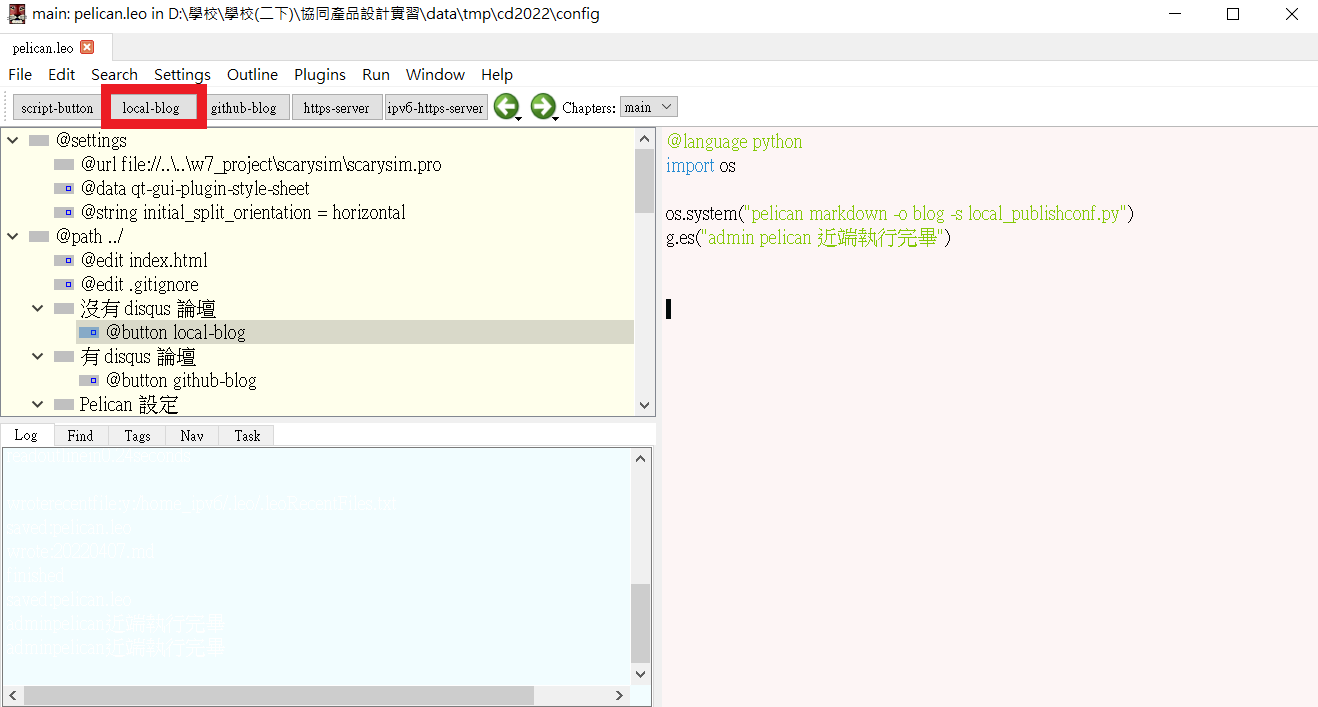 main: pelican.leo in D:\學校\學校(二下)\協同產品設計實習\data\tmp\cd2022\config
pelican.leo
File Edit Search Settings Outline Plugins Run Window Help
script-button local-blog github-blog https-server ipv6-https-server Chapters: main
@settings
@url file://..\..\w7_project\scarysim\scarysim.pro
@data qt-gui-plugin-style-sheet
@string initial_split_orientation = horizontal
@path ../
@edit index.html
@edit .gitignore
沒有 disqus 論壇
@button local-blog
有 disqus 論壇
@button github-blog
Pelican 設定
@language python
import os
os.system("pelican markdown -o blog -s local_publishconf.py")
g.es("admin pelican 近端執行完畢")
Log Find Tags Nav Task